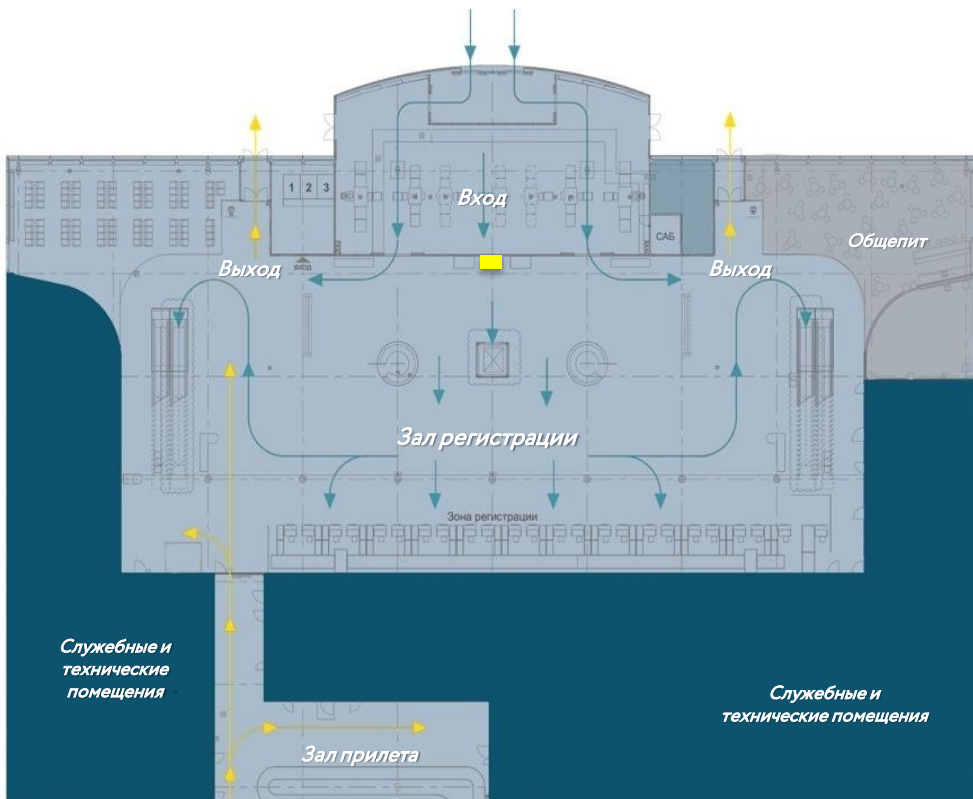 1 2 3
Вход
САБ
Общепит
Выход
ВХОД
Выход
Зал регистрации
Зона регистрации
Служебные и
технические
помещения
Служебные и
технические помещения
Зал прилета